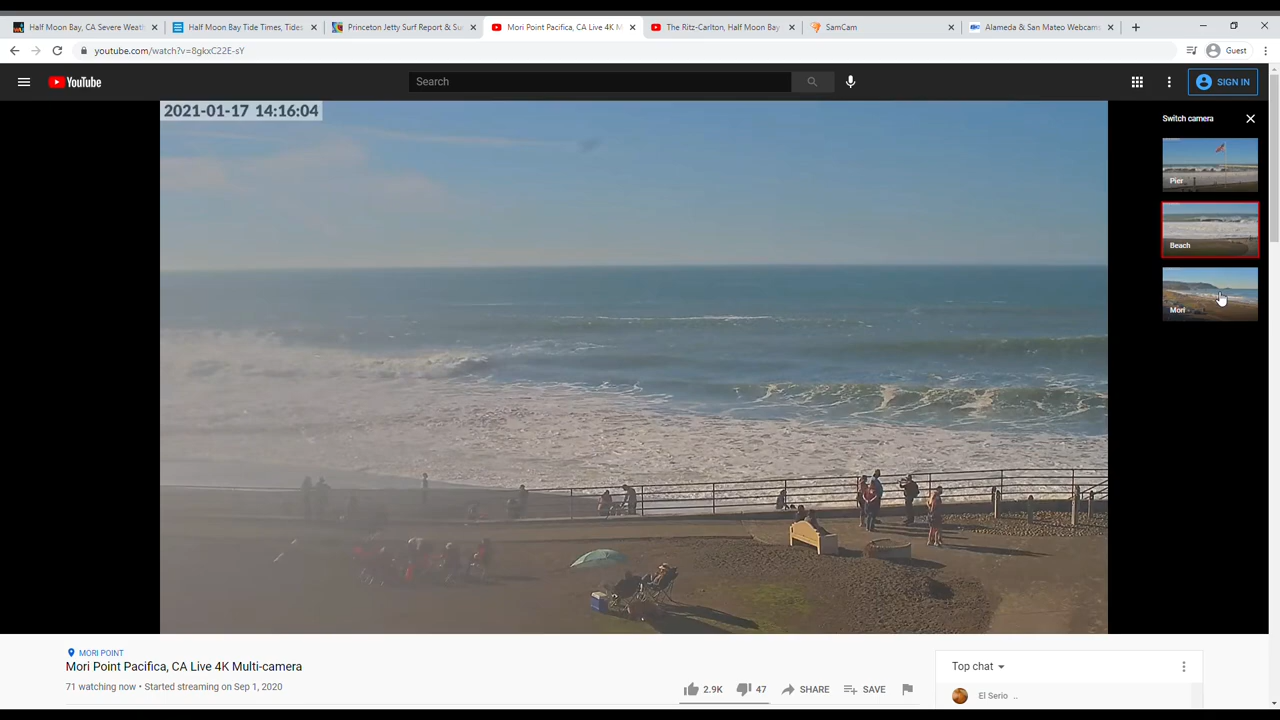 Half Moon Bay, CA Severe Weath
Half Moon Bay Tide Times, Tides
Princeton Jetty Surf Report & Su
Mori Point Pacifica, CA Live 4K M
The Ritz-Carlton, Half Moon Bay
SamCam
Alameda & San Mateo Webcams
youtube.com/watch?v=8gkxC22E-sY
Guest
YouTube
Search
SIGN IN
2021-01-17 14:16:04
Switch camera
Pier
Beach
Mori -
MORI POINT
Mori Point Pacifica, CA Live 4K Multi-camera
71 watching now • Started streaming on Sep 1, 2020
2.9K
47
SHARE
SAVE
Top chat
El Serio ..